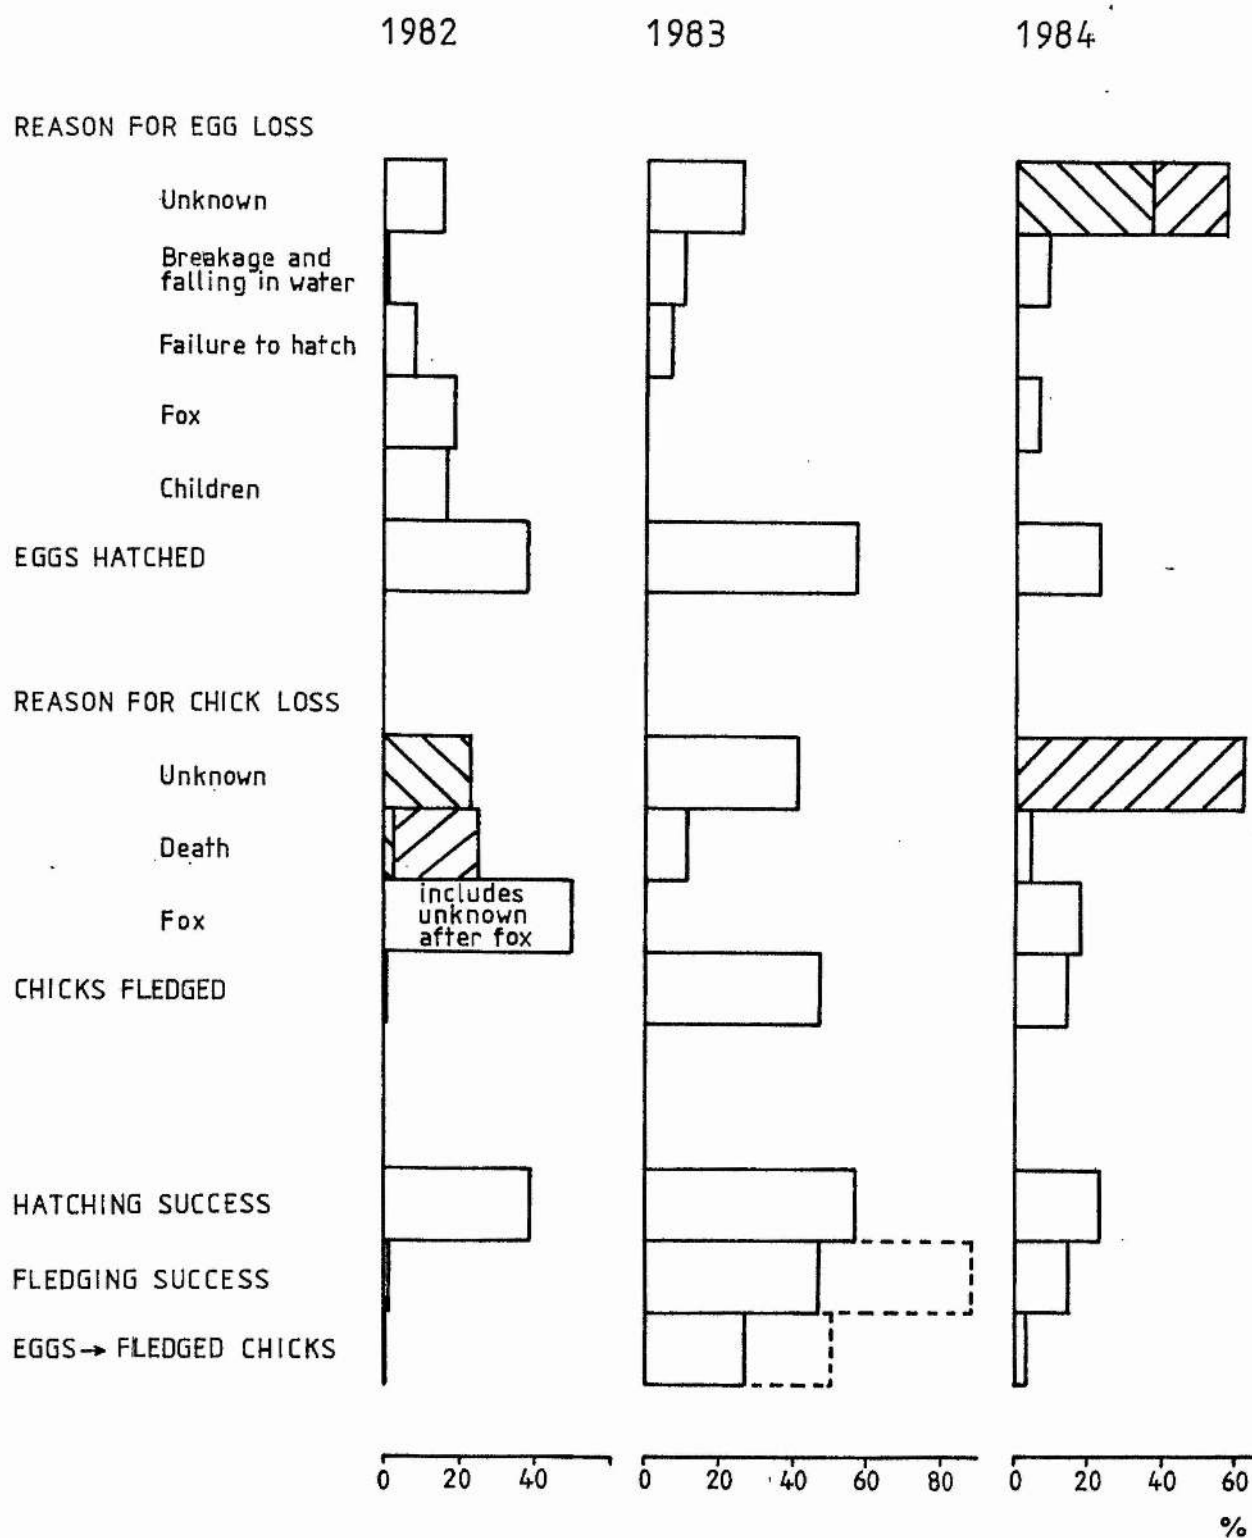 1982 1983 1984
REASON FOR EGG LOSS
Unknown
Breakage and
falling in water
Failure to hatch
Fox
Children
EGGS HATCHED
REASON FOR CHICK LOSS
Unknown
Death
Fox
includes
unknown
after fox
CHICKS FLEDGED
HATCHING SUCCESS
FLEDGING SUCCESS
EGGS→ FLEDGED CHICKS
0 20 40 0 20 40 60 80 0 20 40 60
%